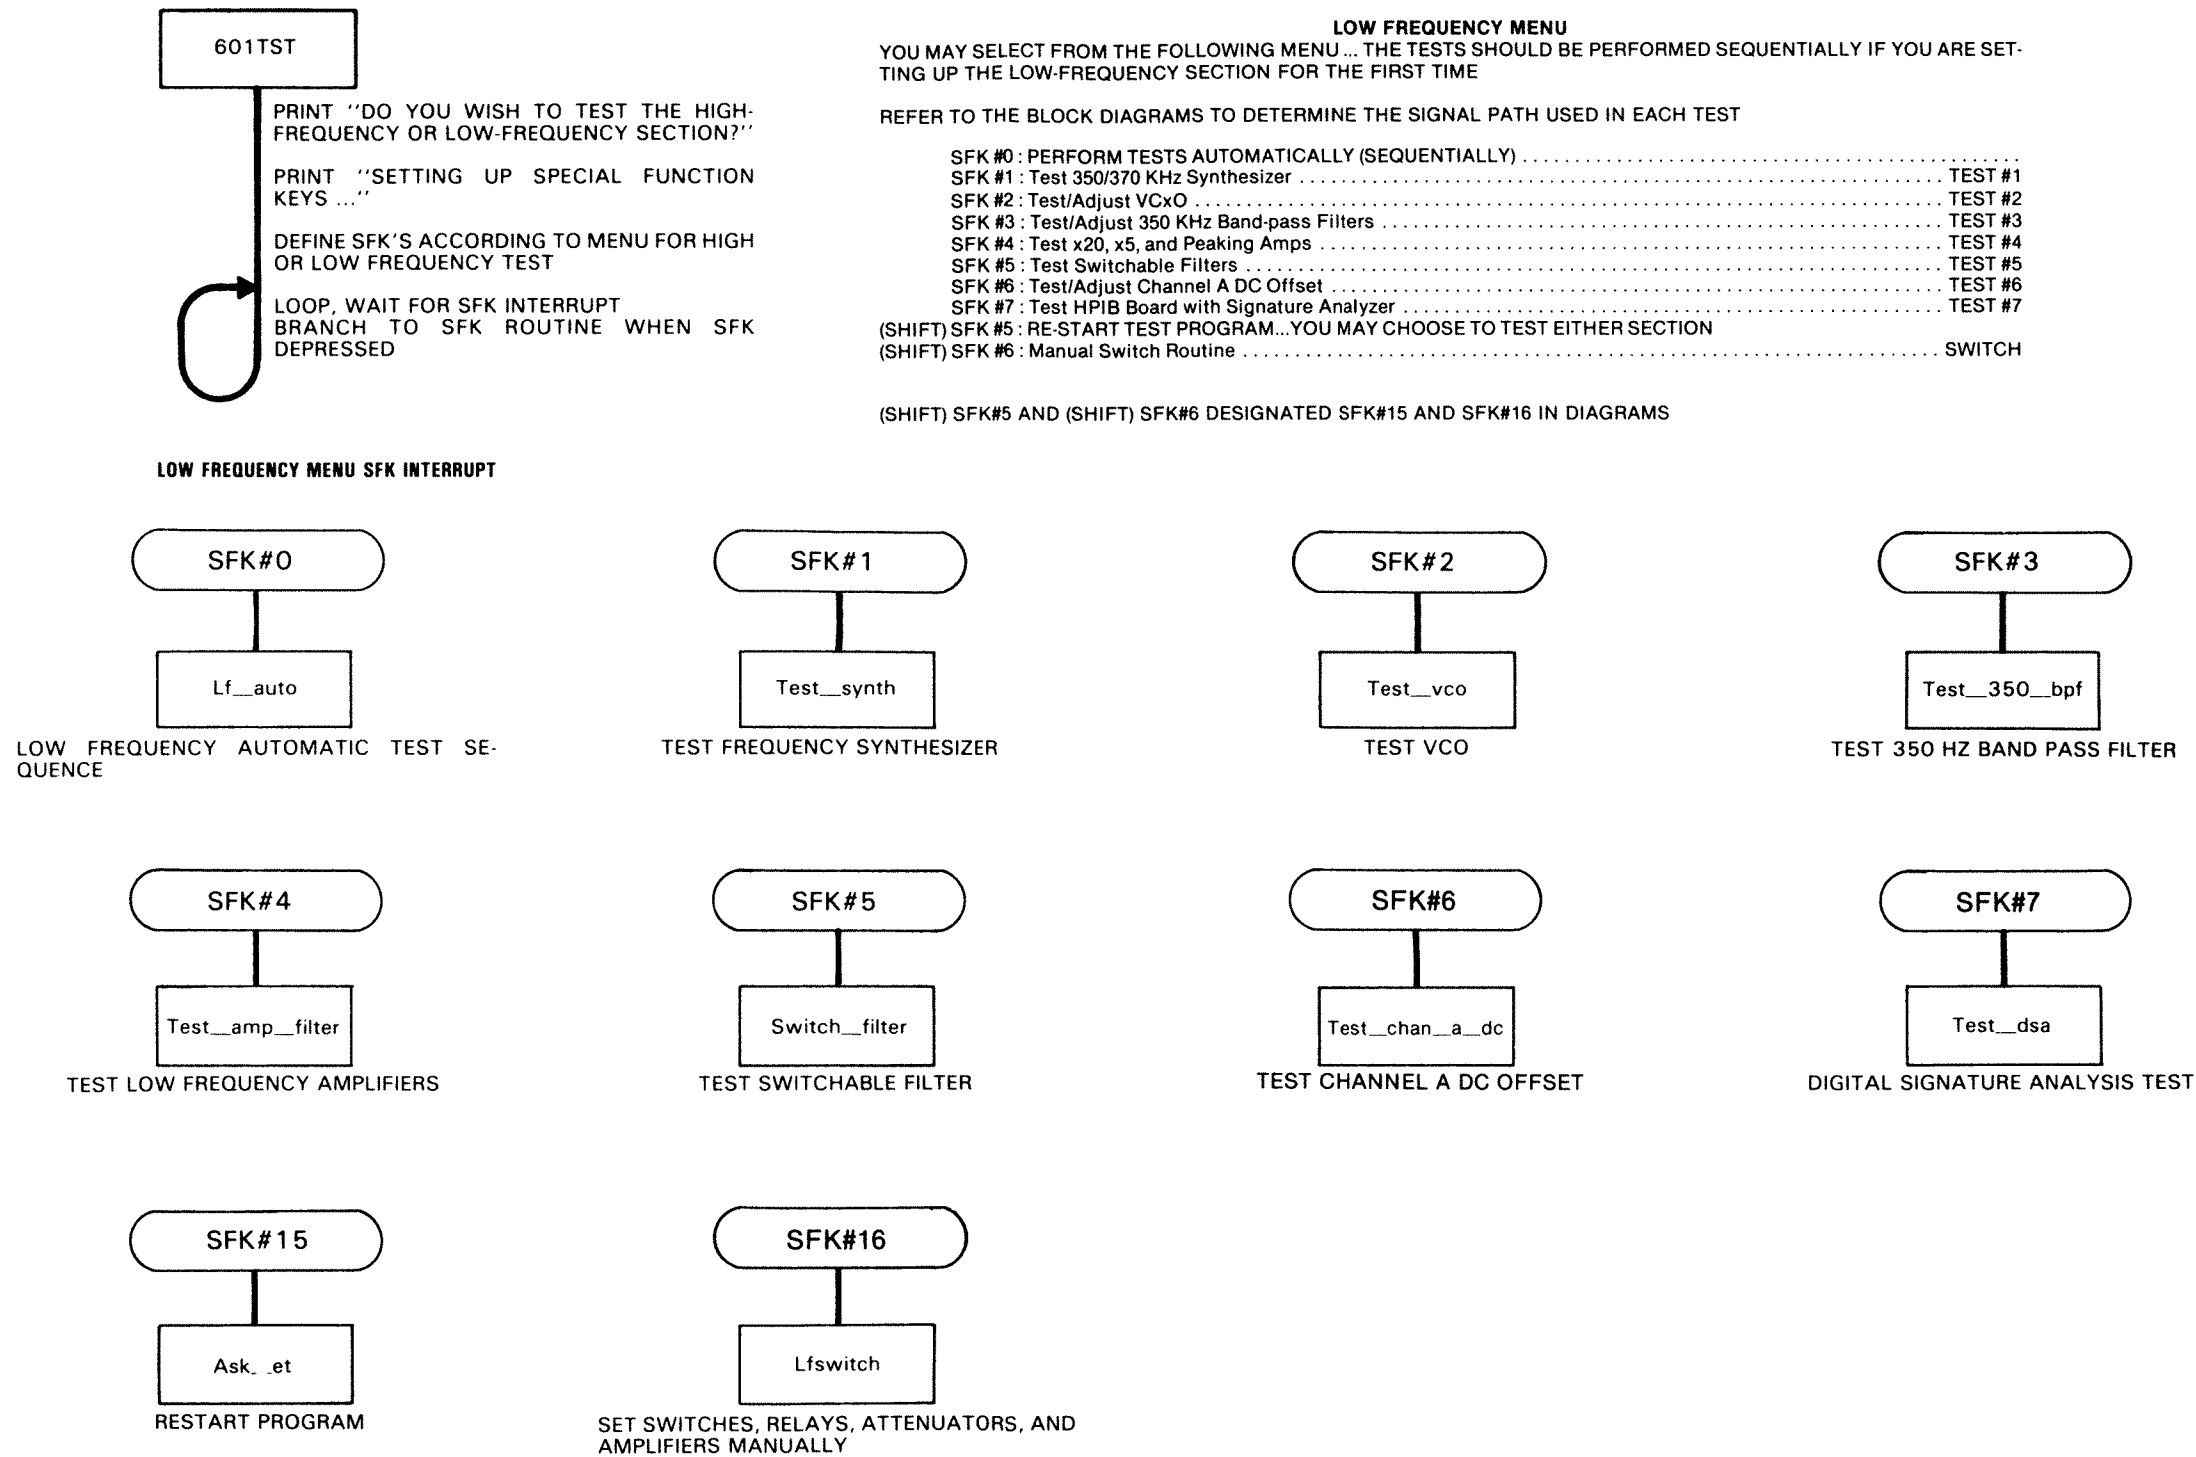 601TST
PRINT ''DO YOU WISH TO TEST THE HIGH-
FREQUENCY OR LOW-FREQUENCY SECTION?''
PRINT ''SETTING UP SPECIAL FUNCTION
KEYS ...''
DEFINE SFK'S ACCORDING TO MENU FOR HIGH
OR LOW FREQUENCY TEST
LOOP, WAIT FOR SFK INTERRUPT
BRANCH TO SFK ROUTINE WHEN SFK
DEPRESSED
LOW FREQUENCY MENU
YOU MAY SELECT FROM THE FOLLOWING MENU ... THE TESTS SHOULD BE PERFORMED SEQUENTIALLY IF YOU ARE SET-
TING UP THE LOW-FREQUENCY SECTION FOR THE FIRST TIME
REFER TO THE BLOCK DIAGRAMS TO DETERMINE THE SIGNAL PATH USED IN EACH TEST
SFK #0 : PERFORM TESTS AUTOMATICALLY (SEQUENTIALLY) ................................................
SFK #1 : Test 350/370 KHz Synthesizer ................................................ TEST #1
SFK #2 : Test/Adjust VCxO ................................................ TEST #2
SFK #3 : Test/Adjust 350 KHz Band-pass Filters ................................................ TEST #3
SFK #4 : Test x20, x5, and Peaking Amps ................................................ TEST #4
SFK #5 : Test Switchable Filters ................................................ TEST #5
SFK #6 : Test/Adjust Channel A DC Offset ................................................ TEST #6
SFK #7 : Test HPIB Board with Signature Analyzer ................................................ TEST #7
(SHIFT) SFK #5 : RE-START TEST PROGRAM...YOU MAY CHOOSE TO TEST EITHER SECTION
(SHIFT) SFK #6 : Manual Switch Routine ................................................ SWITCH
(SHIFT) SFK#5 AND (SHIFT) SFK#6 DESIGNATED SFK#15 AND SFK#16 IN DIAGRAMS
LOW FREQUENCY MENU SFK INTERRUPT
SFK#0
Lf__auto
LOW FREQUENCY AUTOMATIC TEST SE-
QUENCE
SFK#1
Test__synth
TEST FREQUENCY SYNTHESIZER
SFK#2
Test__vco
TEST VCO
SFK#3
Test__350__bpf
TEST 350 HZ BAND PASS FILTER
SFK#4
Test__amp__filter
TEST LOW FREQUENCY AMPLIFIERS
SFK#5
Switch__filter
TEST SWITCHABLE FILTER
SFK#6
Test__chan__a__dc
TEST CHANNEL A DC OFFSET
SFK#7
Test__dsa
DIGITAL SIGNATURE ANALYSIS TEST
SFK#15
Ask__et
RESTART PROGRAM
SFK#16
Lfswitch
SET SWITCHES, RELAYS, ATTENUATORS, AND
AMPLIFIERS MANUALLY